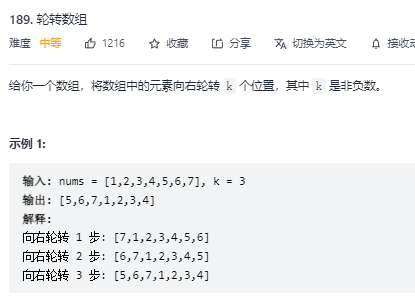 189. 轮转数组
难度 中等 1216 收藏 分享 切换为英文 接收动
给你一个数组，将数组中的元素向右轮转 k 个位置，其中 k 是非负数。
示例 1:
输入: nums = [1,2,3,4,5,6,7], k = 3
输出: [5,6,7,1,2,3,4]
解释:
向右轮转 1 步: [7,1,2,3,4,5,6]
向右轮转 2 步: [6,7,1,2,3,4,5]
向右轮转 3 步: [5,6,7,1,2,3,4]